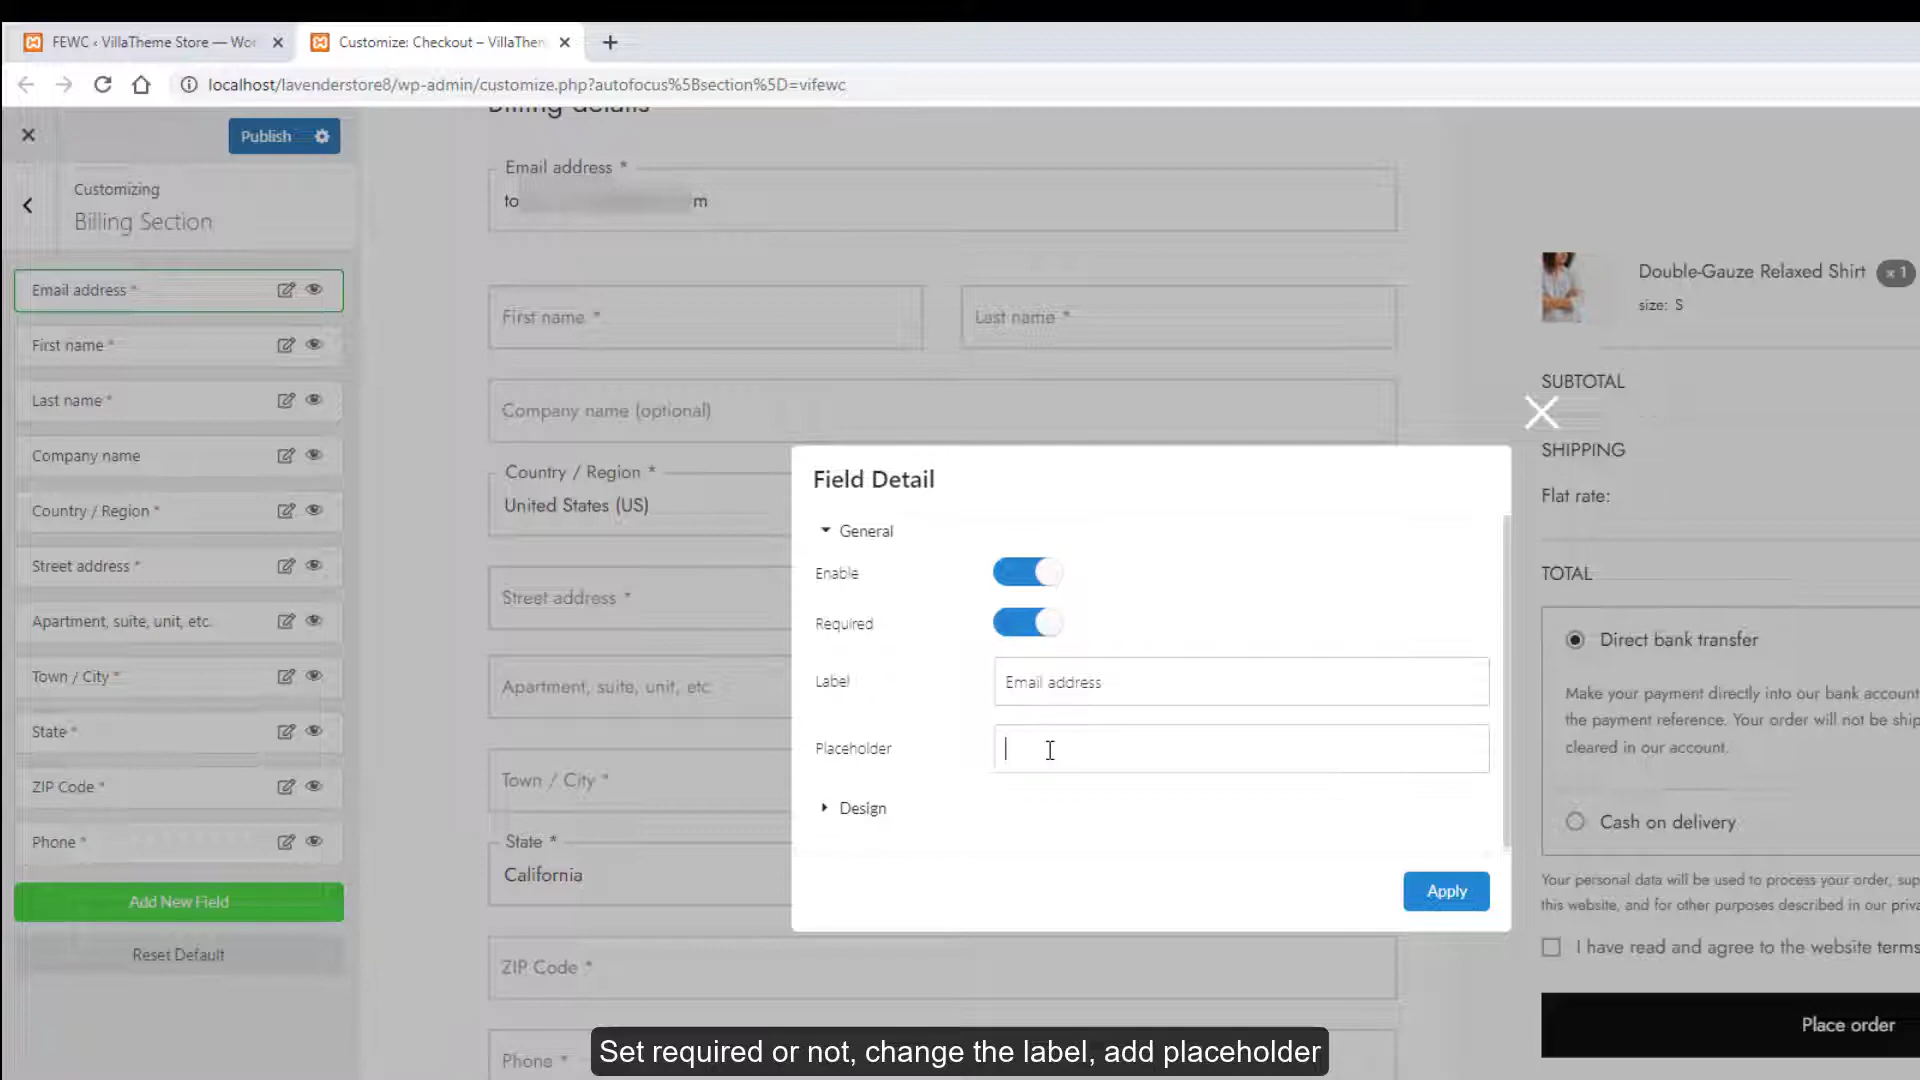 FEWC ‹ VillaTheme Store — Wor
Customize: Checkout – VillaThem
localhost/lavenderstore8/wp-admin/customize.php?autofocus%5Bsection%5D=vifewc
Publish
Customizing
Billing Section
Email address *
First name *
Last name *
Company name
Country / Region *
Street address *
Apartment, suite, unit, etc.
Town / City *
State *
ZIP Code *
Phone *
Add New Field
Reset Default
Billing details
Email address *
to
m
First name *
Last name *
Company name (optional)
Country / Region *
United States (US)
Street address *
Apartment, suite, unit, etc.
Town / City *
State *
California
ZIP Code *
Phone *
Field Detail
General
Enable
Required
Label
Email address
Placeholder
Design
Apply
Double-Gauze Relaxed Shirt × 1
size: S
SUBTOTAL
SHIPPING
Flat rate:
TOTAL
Direct bank transfer
Make your payment directly into our bank account
the payment reference. Your order will not be ship
cleared in our account.
Cash on delivery
Your personal data will be used to process your order, sup
this website, and for other purposes described in our priva
I have read and agree to the website terms
Place order
Set required or not, change the label, add placeholder